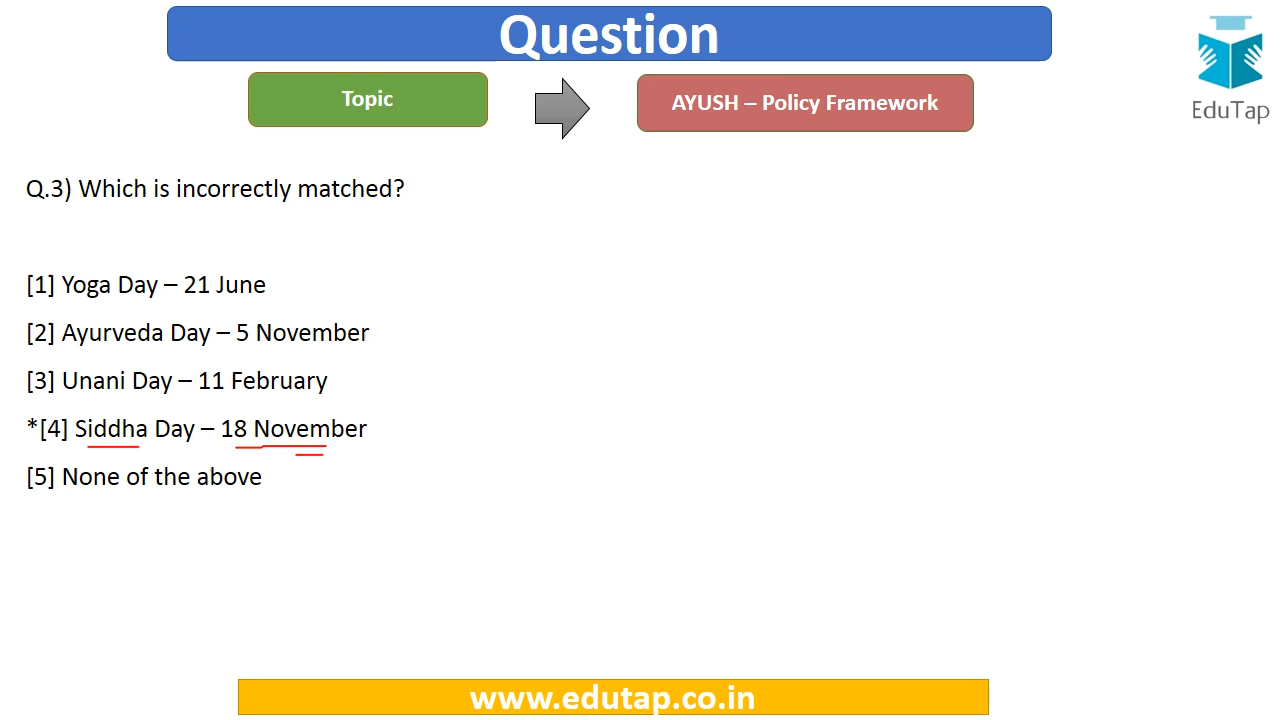 Question
Topic
AYUSH – Policy Framework
EduTap
Q.3) Which is incorrectly matched?
[1] Yoga Day – 21 June
[2] Ayurveda Day – 5 November
[3] Unani Day – 11 February
*[4] Siddha Day – 18 November
[5] None of the above
www.edutap.co.in